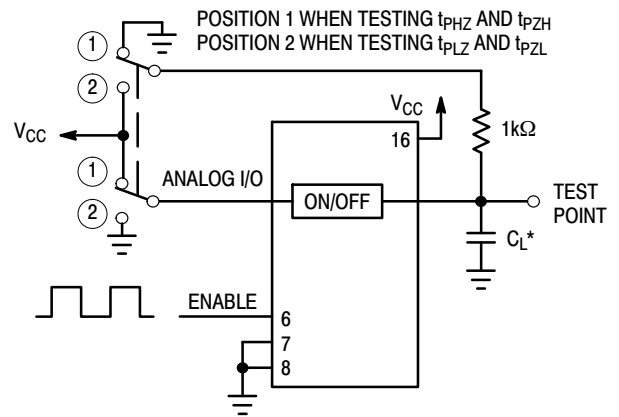 POSITION 1 WHEN TESTING tPHZ AND tPZH
POSITION 2 WHEN TESTING tPLZ AND tPZL
1
2
VCC
VCC
16
1kΩ
1
ANALOG I/O
ON/OFF
TEST
POINT
2
CL*
ENABLE
6
7
8